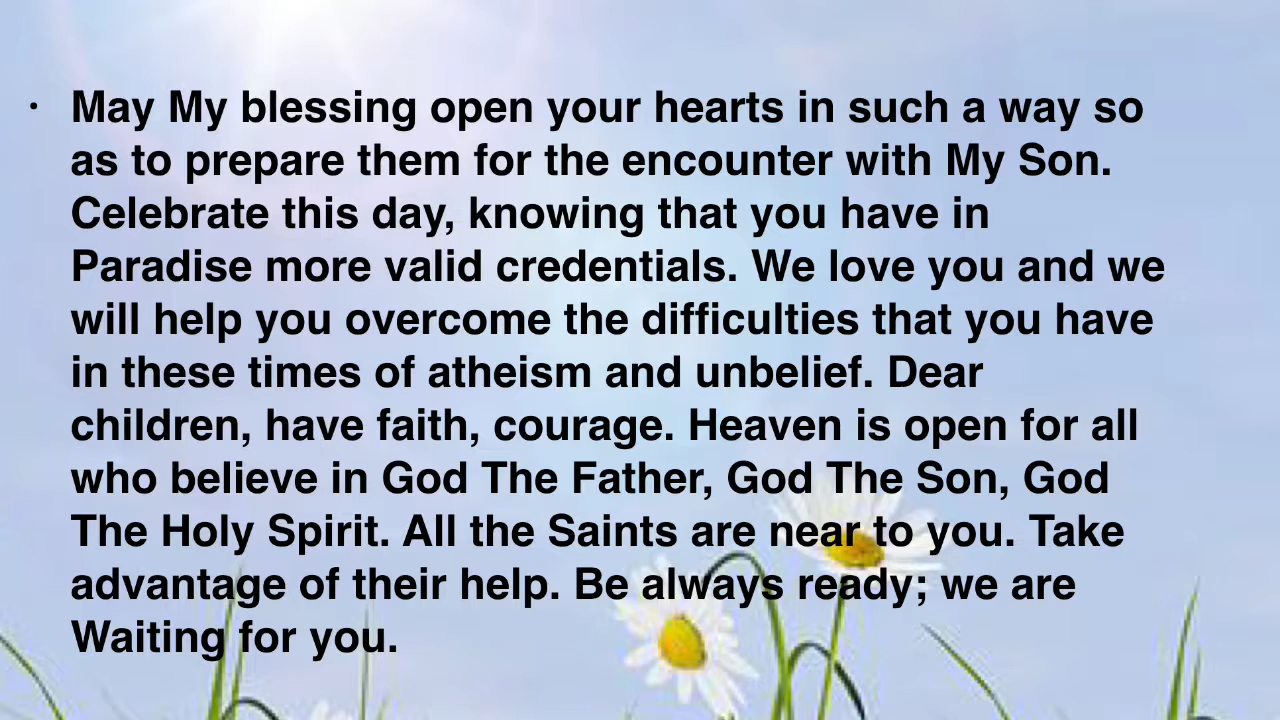 • May My blessing open your hearts in such a way so
as to prepare them for the encounter with My Son.
Celebrate this day, knowing that you have in
Paradise more valid credentials. We love you and we
will help you overcome the difficulties that you have
in these times of atheism and unbelief. Dear
children, have faith, courage. Heaven is open for all
who believe in God The Father, God The Son, God
The Holy Spirit. All the Saints are near to you. Take
advantage of their help. Be always ready; we are
Waiting for you.